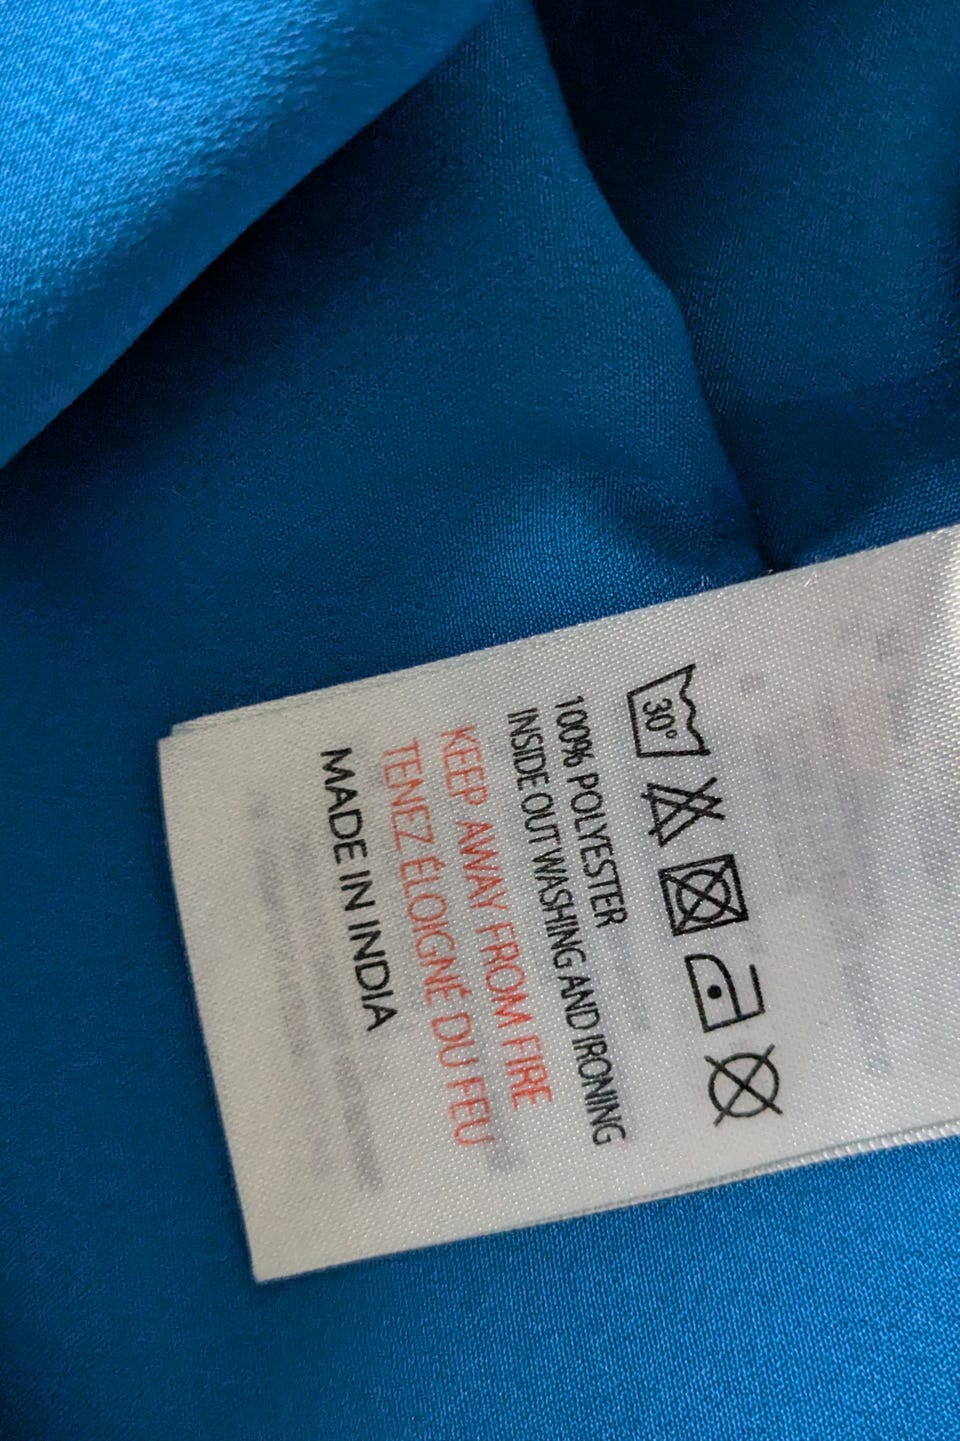 30°
100% POLYESTER
INSIDE OUT WASHING AND IRONING
KEEP AWAY FROM FIRE
TENEZ ÉLOIGNÉ DU FEU
MADE IN INDIA